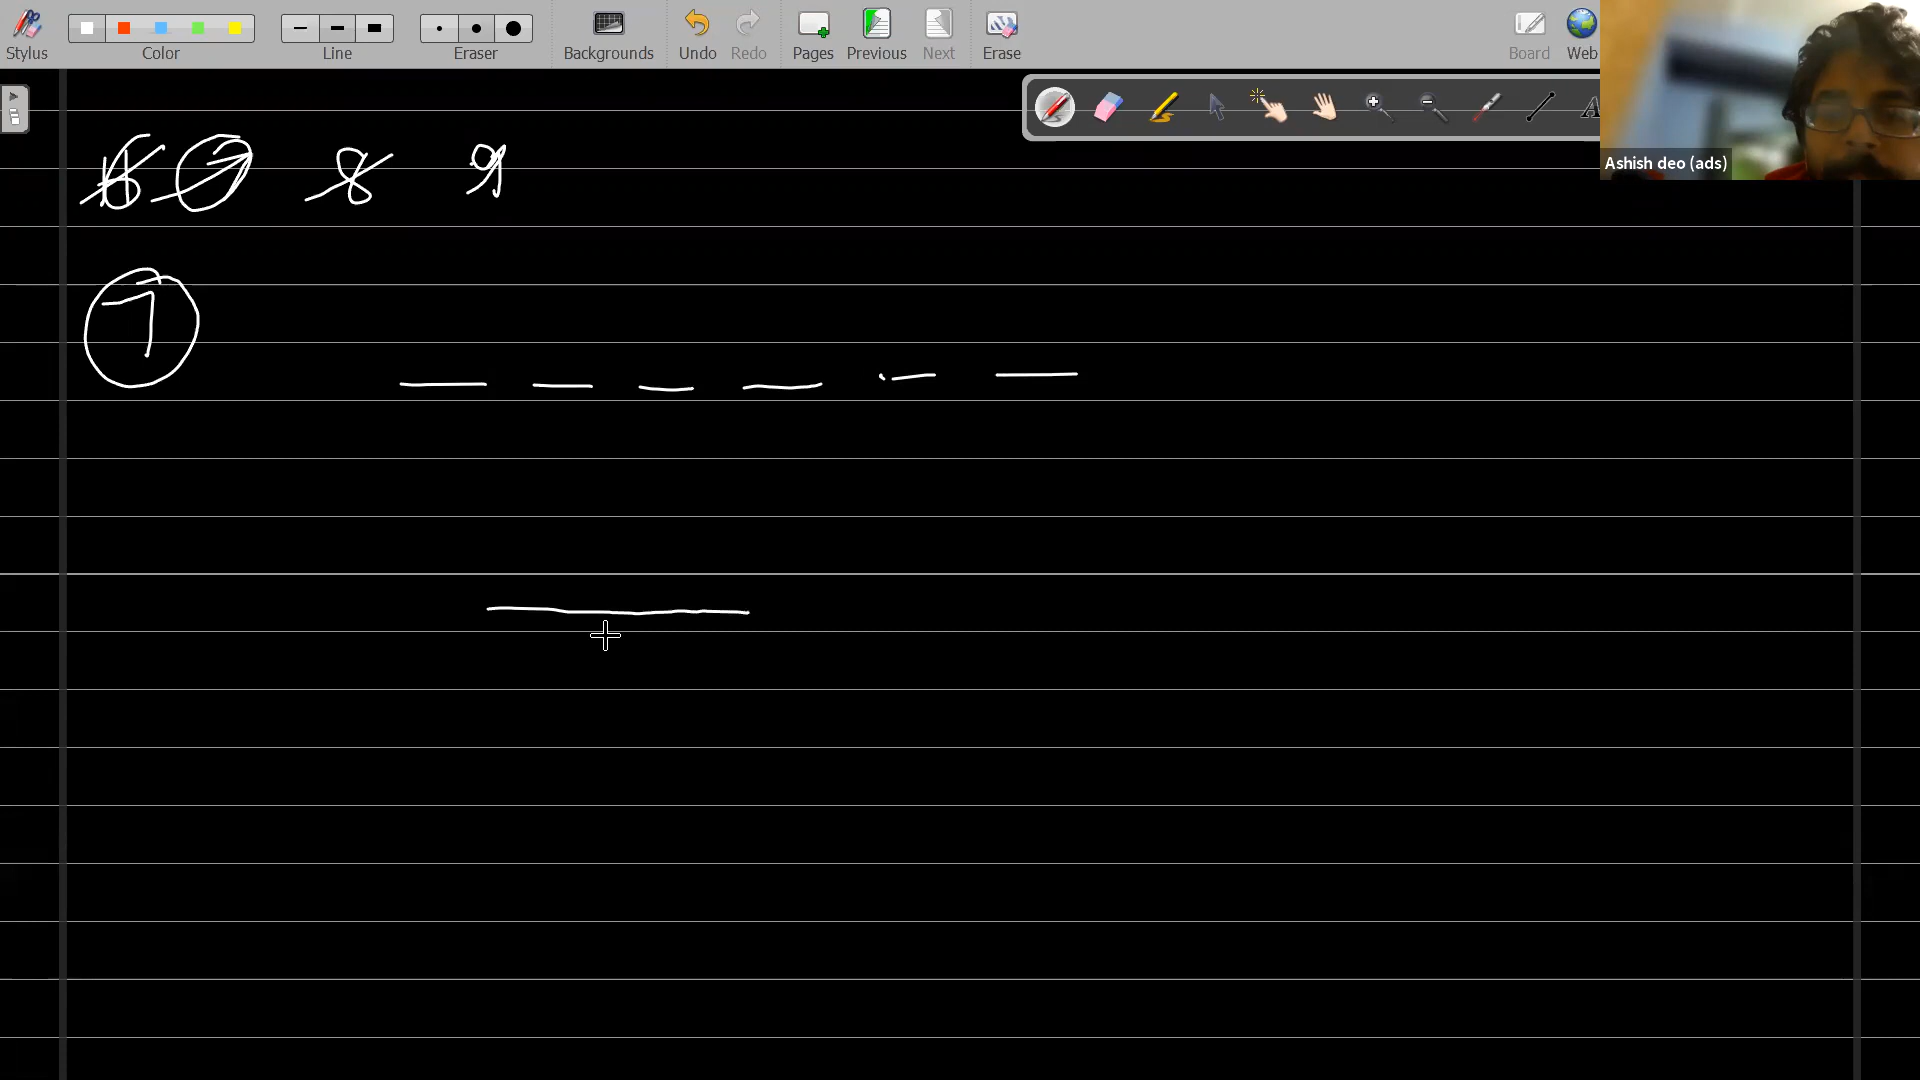 Stylus Color Line Eraser Backgrounds Undo Redo Pages Previous Next Erase Board Web
A
Ashish deo (ads)
8 9
7